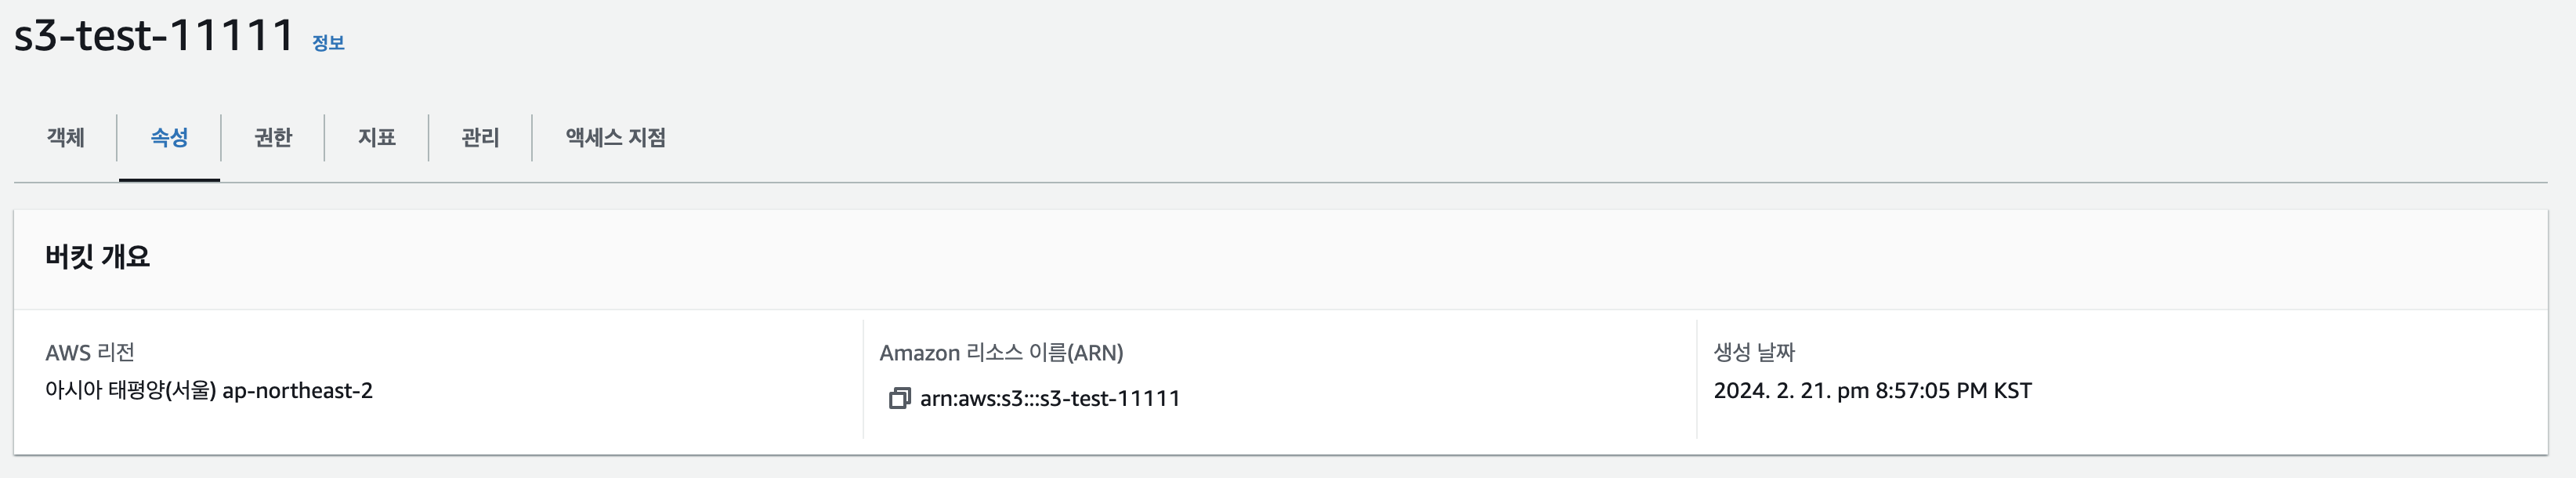 s3-test-11111 정보
객체 속성 권한 지표 관리 액세스 지점
버킷 개요
AWS 리전
아시아 태평양(서울) ap-northeast-2
Amazon 리소스 이름(ARN)
arn:aws:s3:::s3-test-11111
생성 날짜
2024. 2. 21. pm 8:57:05 PM KST